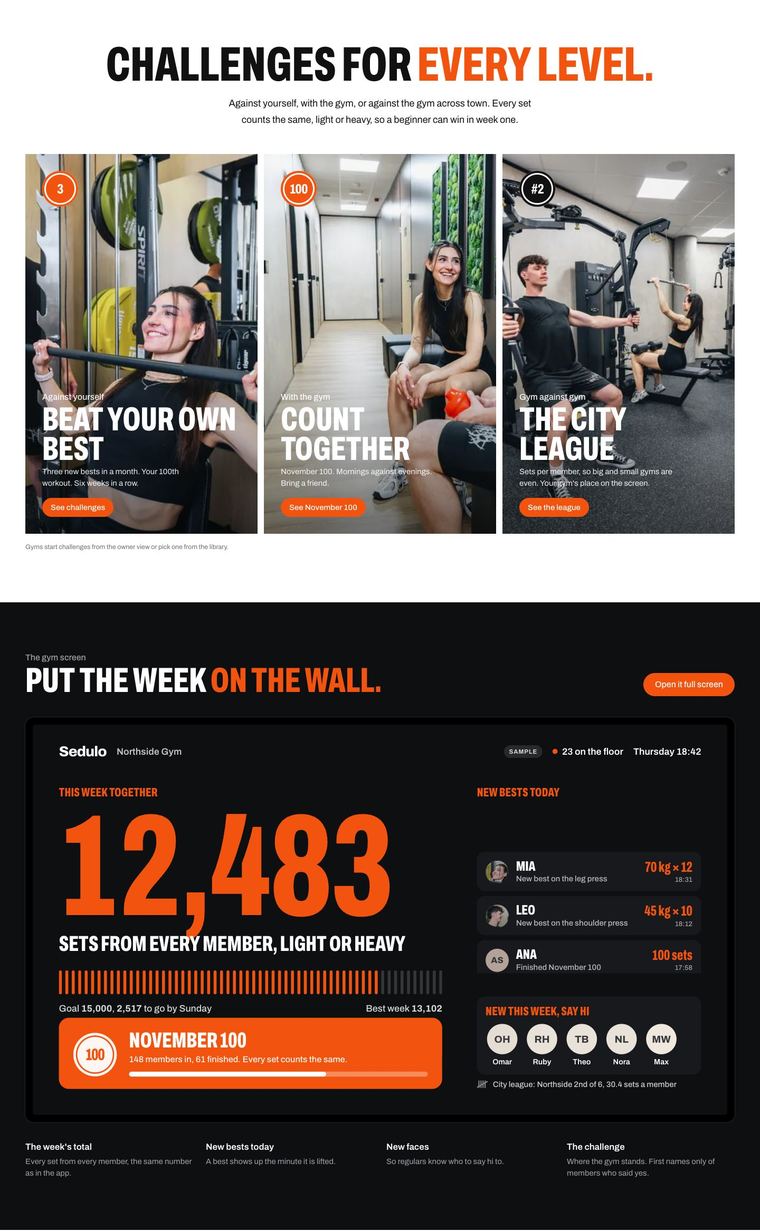 CHALLENGES FOR EVERY LEVEL.
Against yourself, with the gym, or against the gym across town. Every set
counts the same, light or heavy, so a beginner can win in week one.
3
SPIRIT
Against yourself
BEAT YOUR OWN
BEST
Three new bests in a month. Your 100th
workout. Six weeks in a row.
See challenges
100
With the gym
COUNT
TOGETHER
November 100. Mornings against evenings.
Bring a friend.
See November 100
#2
Gym against gym
THE CITY
LEAGUE
Sets per member, so big and small gyms are
even. Your gym's place on the screen.
See the league
Gyms start challenges from the owner view or pick one from the library.
The gym screen
PUT THE WEEK ON THE WALL.
Open it full screen
Sedulo Northside Gym
SAMPLE 23 on the floor Thursday 18:42
THIS WEEK TOGETHER
12,483
SETS FROM EVERY MEMBER, LIGHT OR HEAVY
Goal 15,000, 2,517 to go by Sunday
Best week 13,102
100
NOVEMBER 100
148 members in, 61 finished. Every set counts the same.
NEW BESTS TODAY
MIA 70 kg × 12
New best on the leg press 18:31
LEO 45 kg × 10
New best on the shoulder press 18:12
AS
ANA 100 sets
Finished November 100 17:58
NEW THIS WEEK, SAY HI
OH RH TB NL MW
Omar Ruby Theo Nora Max
City league: Northside 2nd of 6, 30.4 sets a member
The week's total
Every set from every member, the same number
as in the app.
New bests today
A best shows up the minute it is lifted.
New faces
So regulars know who to say hi to.
The challenge
Where the gym stands. First names only of
members who said yes.